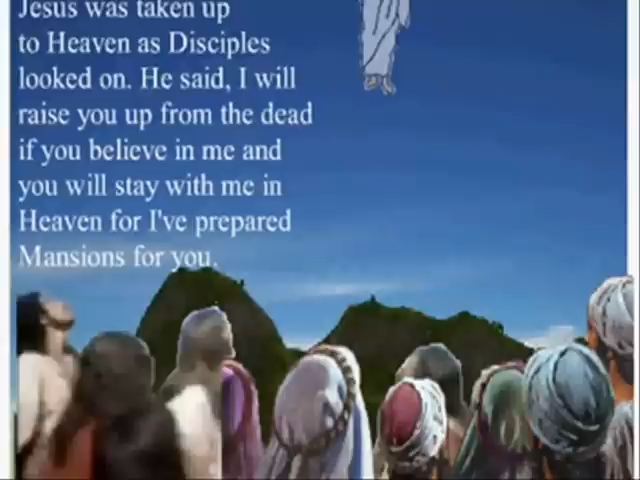 Jesus was taken up
to Heaven as Disciples
looked on. He said, I will
raise you up from the dead
if you believe in me and
you will stay with me in
Heaven for I've prepared
Mansions for you.